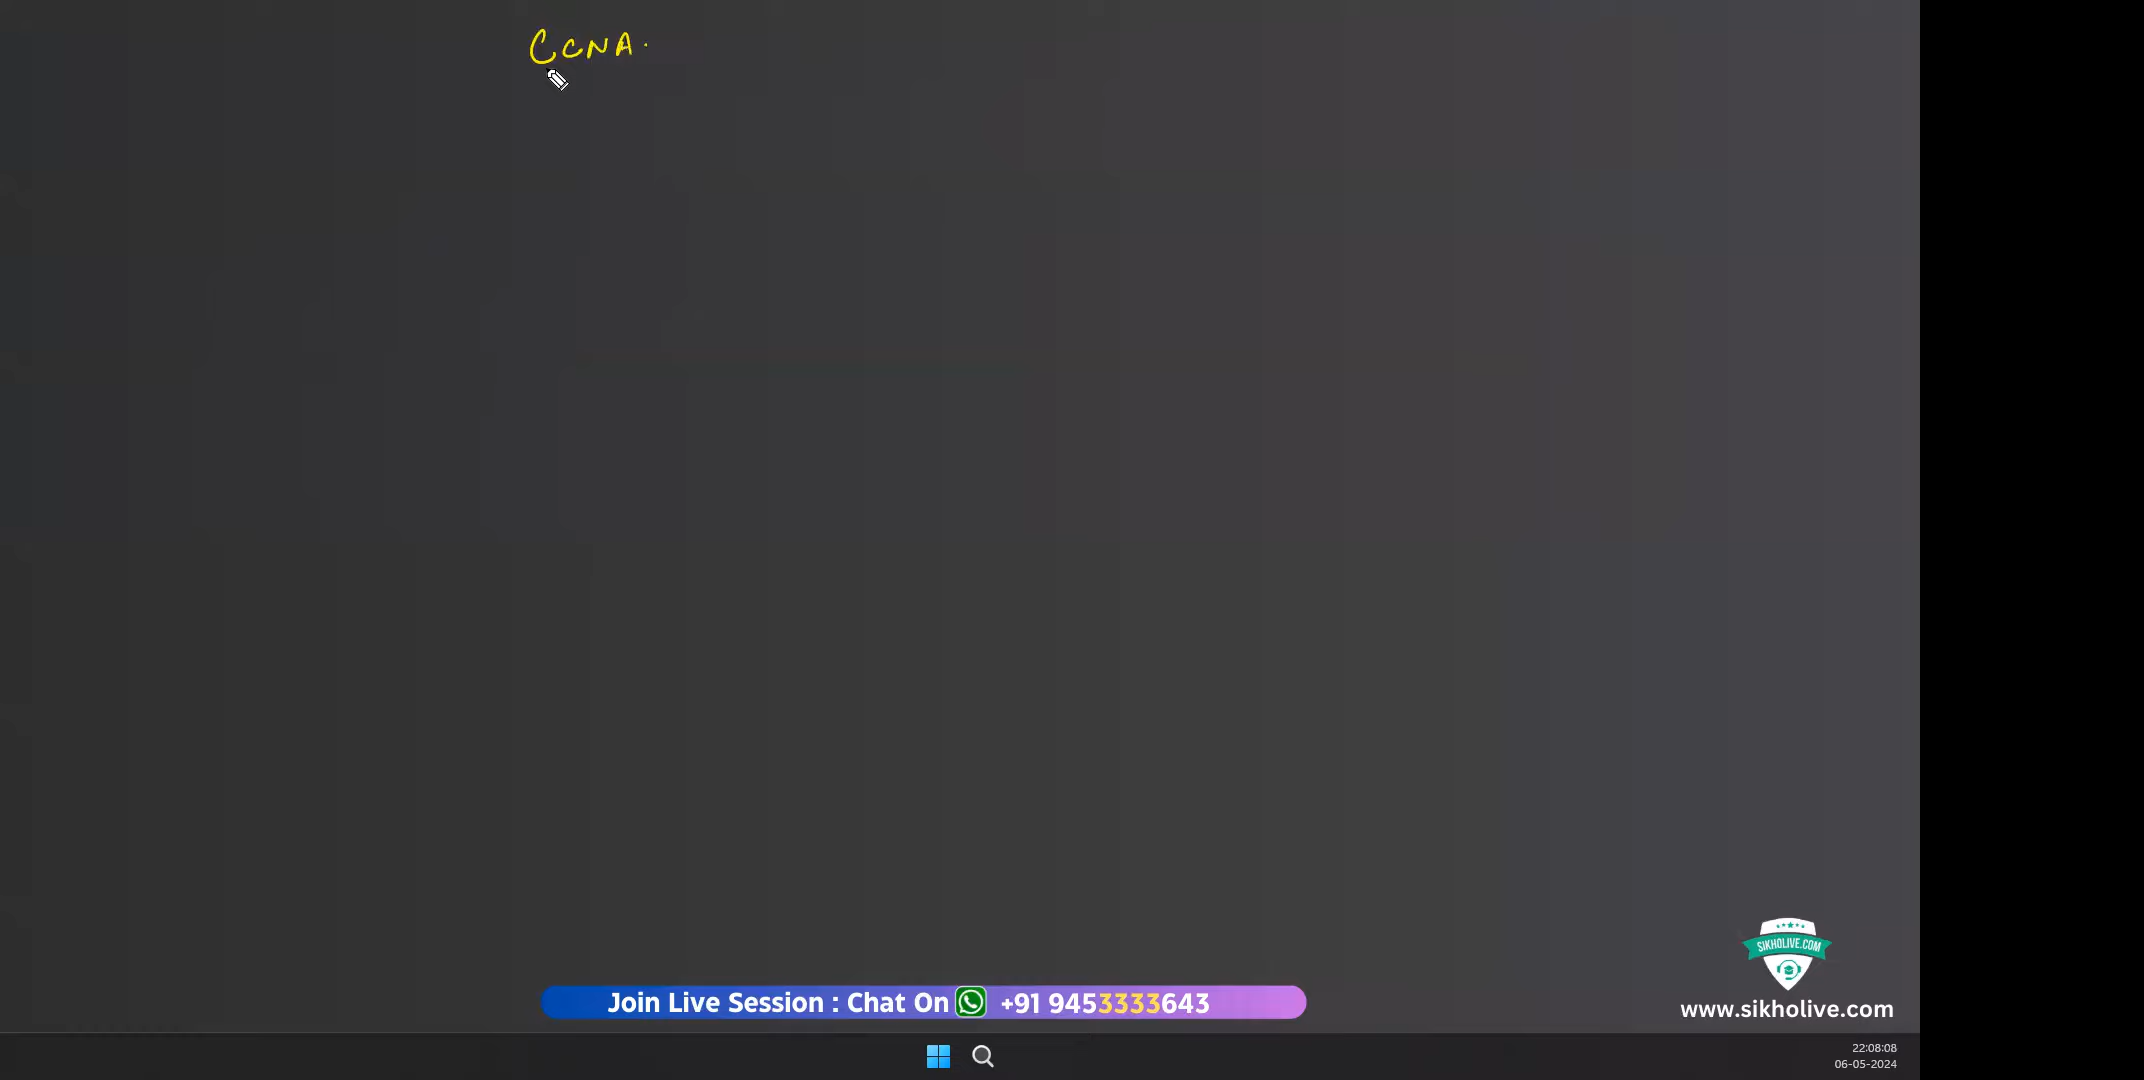 CCNA.
SIKHOLIVE.COM
Join Live Session : Chat On +91 9453333643
www.sikholive.com
22:08:08
06-05-2024